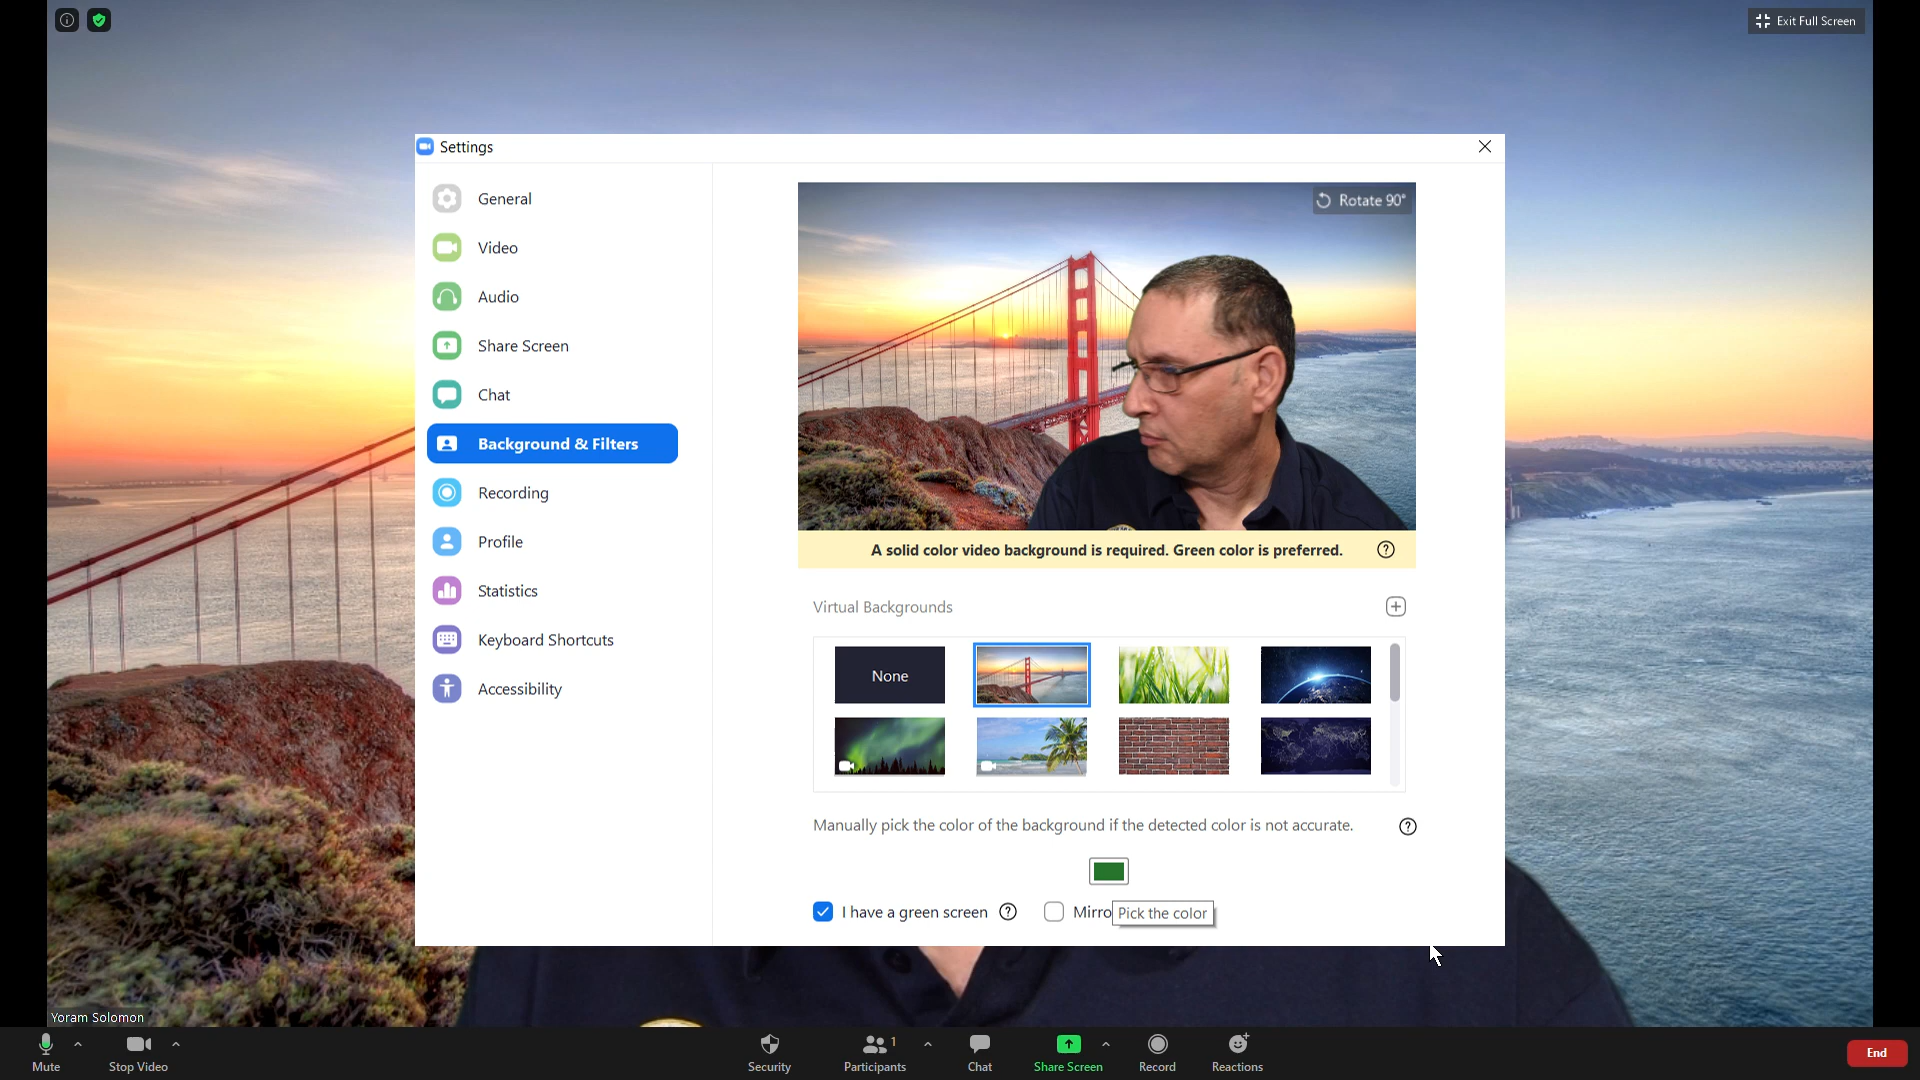 Exit Full Screen
Settings
General
Video
Audio
Share Screen
Chat
Background & Filters
Recording
Profile
Statistics
Keyboard Shortcuts
Accessibility
Rotate 90°
A solid color video background is required. Green color is preferred.
Virtual Backgrounds
None
Manually pick the color of the background if the detected color is not accurate.
I have a green screen
Mirro
Pick the color
Yoram Solomon
Mute
Stop Video
Security
1
Participants
Chat
Share Screen
Record
Reactions
End